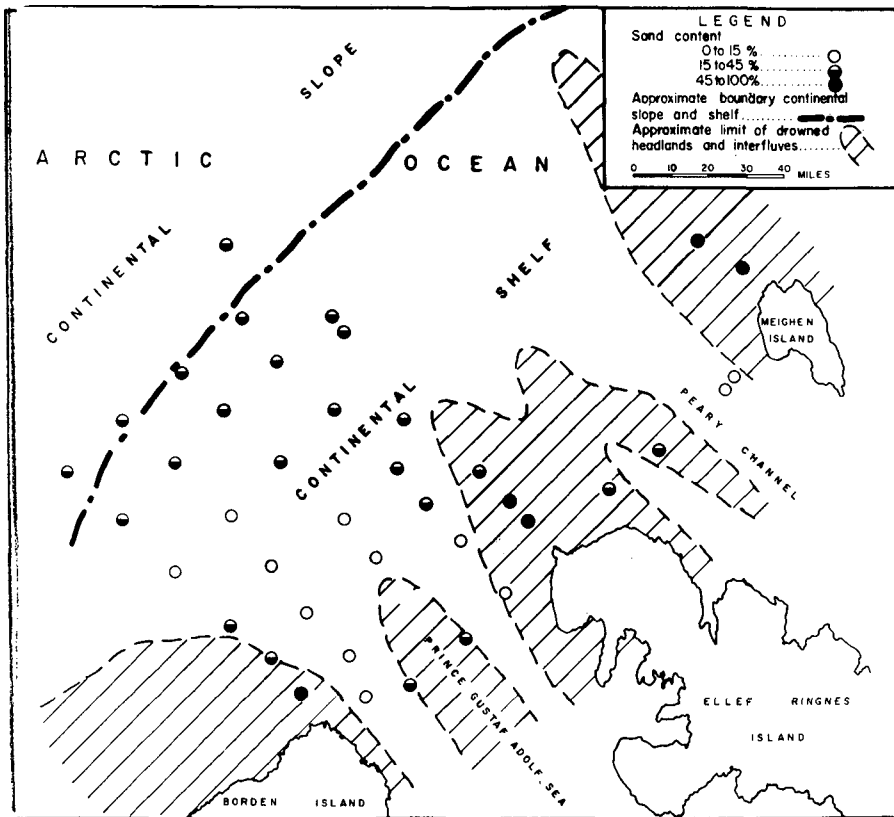 LEGEND
Sand content
0 to 15 %..........
15 to 45 %..........
45 to 100%..........
Approximate boundary continental
slope and shelf..........
Approximate limit of drowned
headlands and interfluves.......
0 10 20 30 40 MILES
SLOPE
ARCTIC OCEAN
CONTINENTAL
SHELF
CONTINENTAL
MEIGHEN
ISLAND
PEARY
CHANNEL
PRINCE GUSTAF ADOLF SEA
ELLEF RINGNES
ISLAND
BORDEN ISLAND